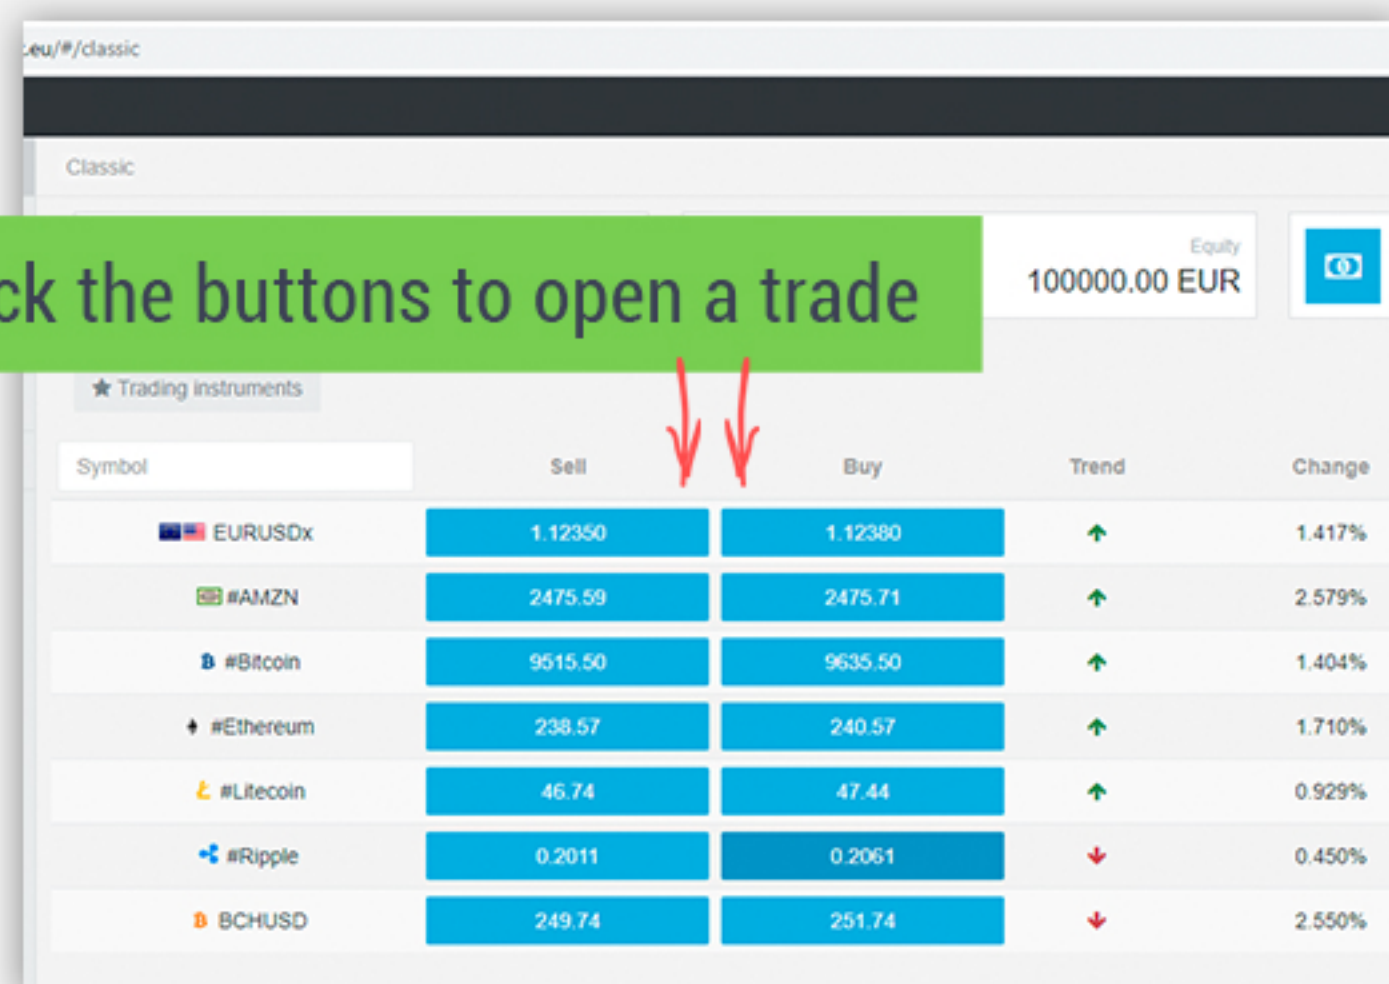 .eu/#/classic
Classic
ck the buttons to open a trade
Equity
100000.00 EUR
Trading instruments
Symbol Sell Buy Trend Change
EURUSDx 1.12350 1.12380 1.417%
#AMZN 2475.59 2475.71 2.579%
#Bitcoin 9515.50 9635.50 1.404%
#Ethereum 238.57 240.57 1.710%
#Litecoin 46.74 47.44 0.929%
#Ripple 0.2011 0.2061 0.450%
BCHUSD 249.74 251.74 2.550%